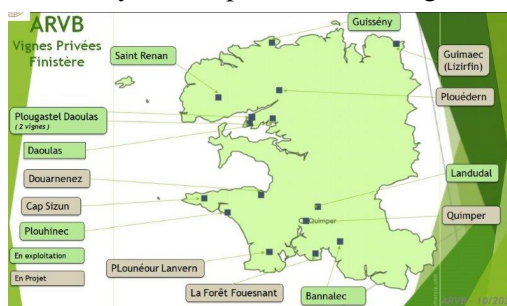 ARVB
Vignes Privées
Finistère
Guissény
Saint Renan
Guimaec
(Lizirfin)
Plouédern
Plougastel Daoulas
( 2 vignes )
Daoulas
Douarnenez
Landudal
Cap Sizun
Quimper
Quimper
Plouhinec
En exploitation
PLounéour Lanvern
En Projet
La Forêt Fouesnant
Bannalec